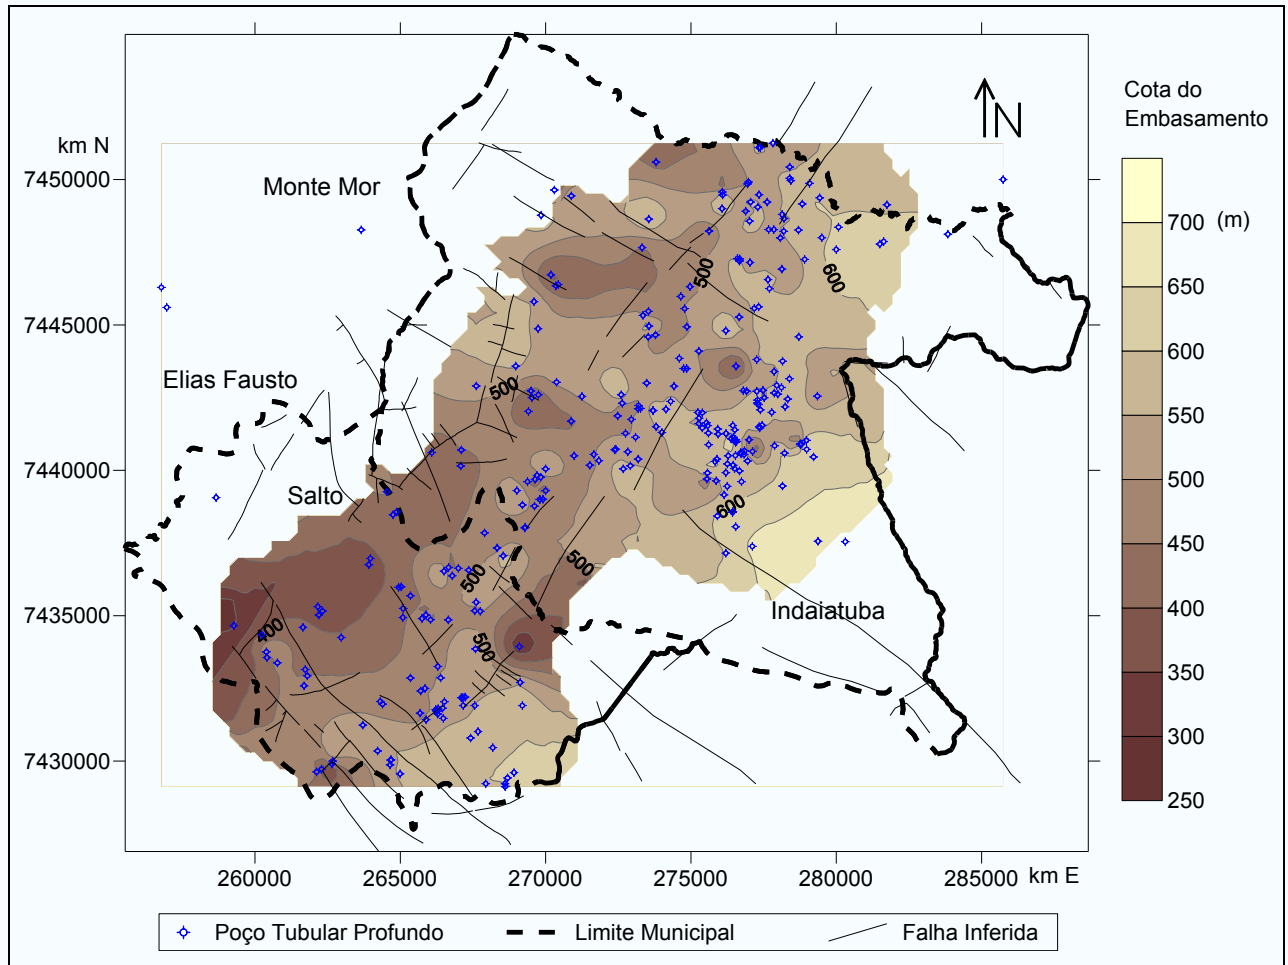 km N
7450000
7445000
7440000
7435000
7430000
260000
265000
270000
275000
280000
285000
km E
Monte Mor
Elias Fausto
Salto
Indaiatuba
N
500
600
500
600
500
500
400
500
Cota do
Embasamento
700 (m)
650
600
550
500
450
400
350
300
250
Poço Tubular Profundo
Limite Municipal
Falha Inferida